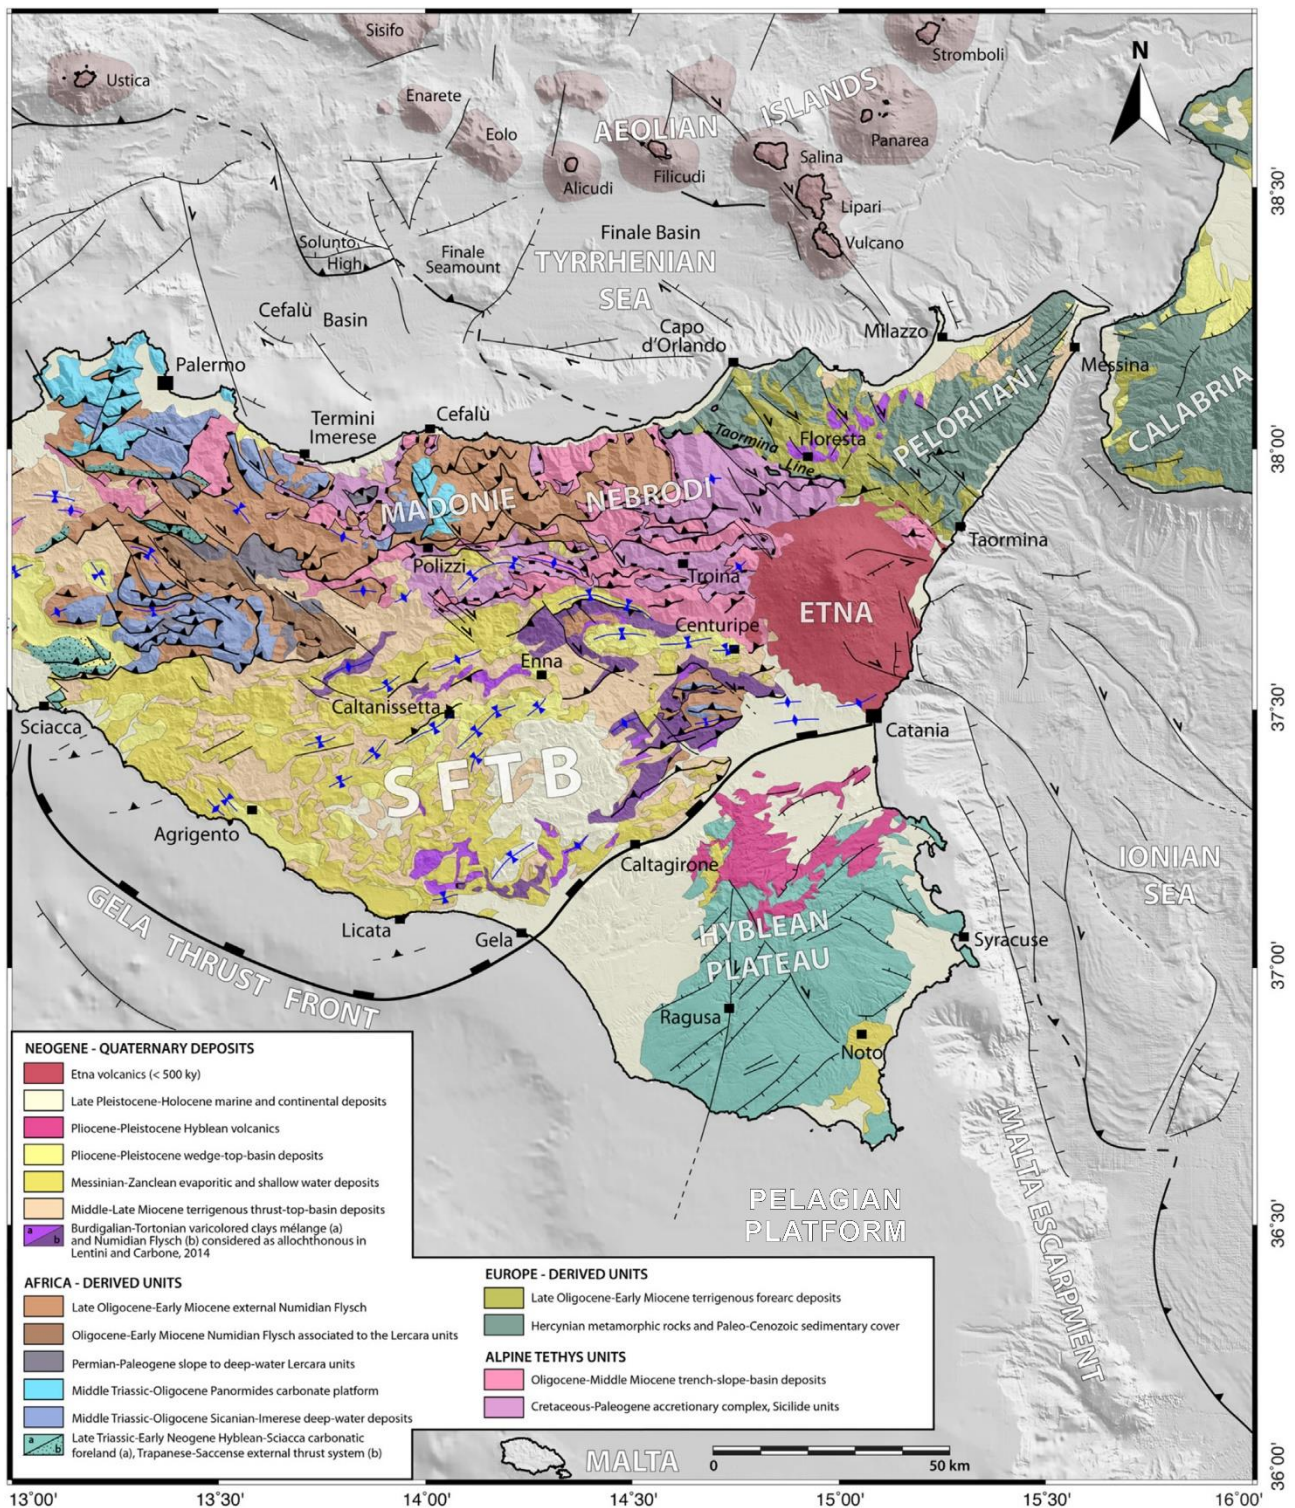 Sisifo
Stromboli
N
Ustica
Enarete
Eolo
AEOLIAN ISLANDS
Panarea
Salina
Alicudi
Filicudi
Lipari
Vulcano
38°30'
Solunto
High
Finale
Seamount
Finale Basin
TYRRHENIAN
SEA
Cefalù Basin
Capo
d'Orlando
Milazzo
Messina
Palermo
Termini
Imerese
Cefalù
Taormina Line
Floresta
PELORITANI
CALABRIA
38°00'
MADONIE
NEBRODI
Taormina
Polizzi
Troina
ETNA
Centuripe
Enna
Caltanissetta
37°30'
Sciacca
Catania
SFTB
Agrigento
Caltagirone
IONIAN
SEA
GELA THRUST FRONT
Licata
Gela
HYBLEAN
PLATEAU
Syracuse
37°00'
Ragusa
Noto
MALTA ESCARPMENT
PELAGIAN
PLATFORM
36°30'
NEOGENE - QUATERNARY DEPOSITS
Etna volcanics (< 500 ky)
Late Pleistocene-Holocene marine and continental deposits
Pliocene-Pleistocene Hyblean volcanics
Pliocene-Pleistocene wedge-top-basin deposits
Messinian-Zanclean evaporitic and shallow water deposits
Middle-Late Miocene terrigenous thrust-top-basin deposits
a b
Burdigalian-Tortonian varicolored clays mélange (a)
and Numidian Flysch (b) considered as allochthonous in
Lentini and Carbone, 2014
AFRICA - DERIVED UNITS
Late Oligocene-Early Miocene external Numidian Flysch
Oligocene-Early Miocene Numidian Flysch associated to the Lercara units
Permian-Paleogene slope to deep-water Lercara units
Middle Triassic-Oligocene Panormides carbonate platform
Middle Triassic-Oligocene Sicanian-Imerese deep-water deposits
a b
Late Triassic-Early Neogene Hyblean-Sciacca carbonatic
foreland (a), Trapanese-Saccense external thrust system (b)
EUROPE - DERIVED UNITS
Late Oligocene-Early Miocene terrigenous forearc deposits
Hercynian metamorphic rocks and Paleo-Cenozoic sedimentary cover
ALPINE TETHYS UNITS
Oligocene-Middle Miocene trench-slope-basin deposits
Cretaceous-Paleogene accretionary complex, Sicilide units
MALTA
0 50 km
36°00'
13°00' 13°30' 14°00' 14°30' 15°00' 15°30' 16°00'